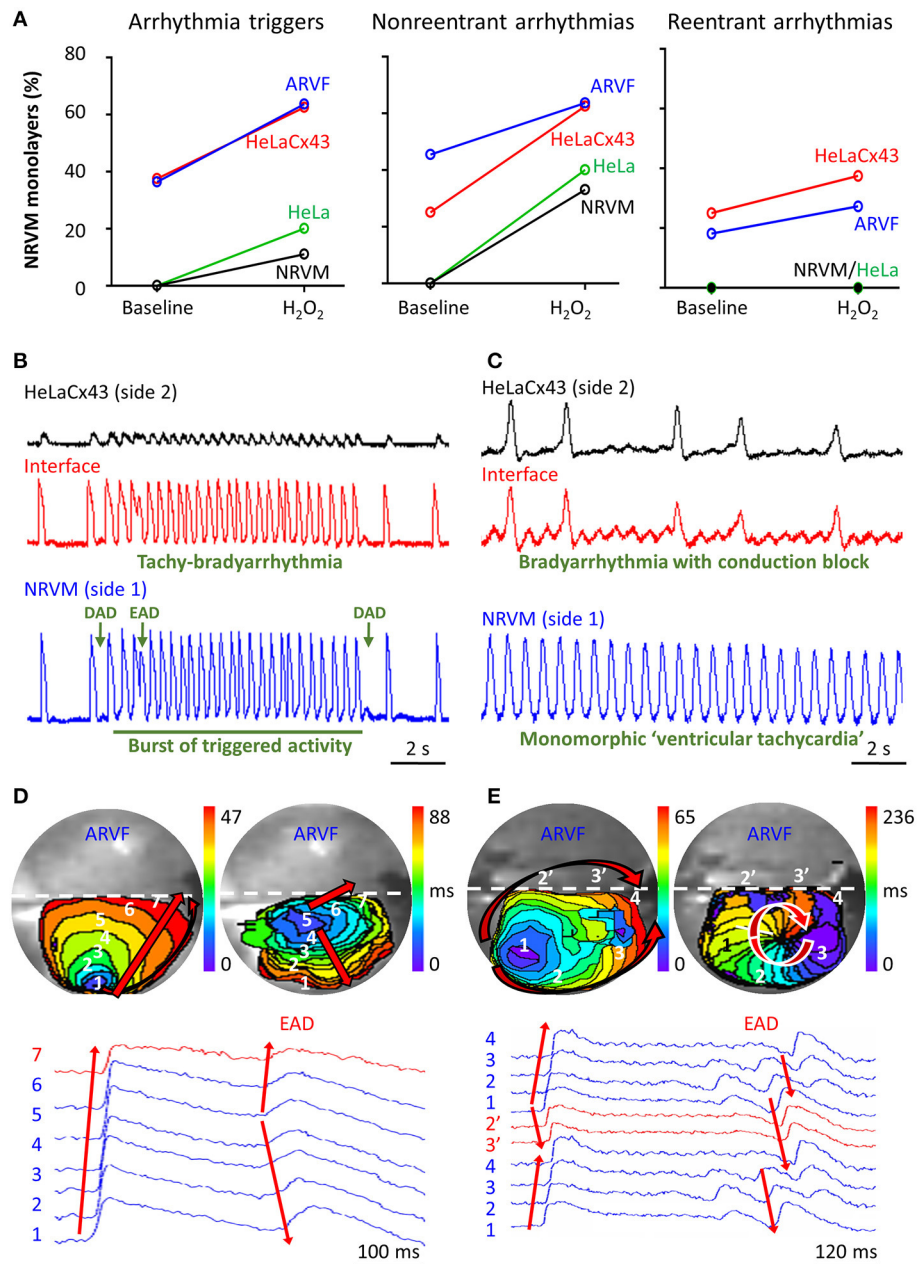 A
Arrhythmia triggers
Nonreentrant arrhythmias
Reentrant arrhythmias
NRVM monolayers (%)
80
60
40
20
0
ARVF
HeLaCx43
HeLa
NRVM
Baseline
H₂O₂
ARVF
HeLaCx43
HeLa
NRVM
Baseline
H₂O₂
HeLaCx43
ARVF
NRVM/HeLa
Baseline
H₂O₂
B
HeLaCx43 (side 2)
Interface
Tachy-bradyarrhythmia
NRVM (side 1)
DAD
EAD
DAD
Burst of triggered activity
2 s
C
HeLaCx43 (side 2)
Interface
Bradyarrhythmia with conduction block
NRVM (side 1)
Monomorphic ‘ventricular tachycardia’
2 s
D
ARVF
7
6
5
4
3
2
1
47
0
ARVF
7
6
5
4
3
2
1
88
ms
0
EAD
7
6
5
4
3
2
1
100 ms
E
ARVF
2’
3’
4
1
3
2
65
0
ARVF
2’
3’
4
1
3
2
236
ms
0
EAD
4
3
2
1
2’
3’
4
3
2
1
120 ms